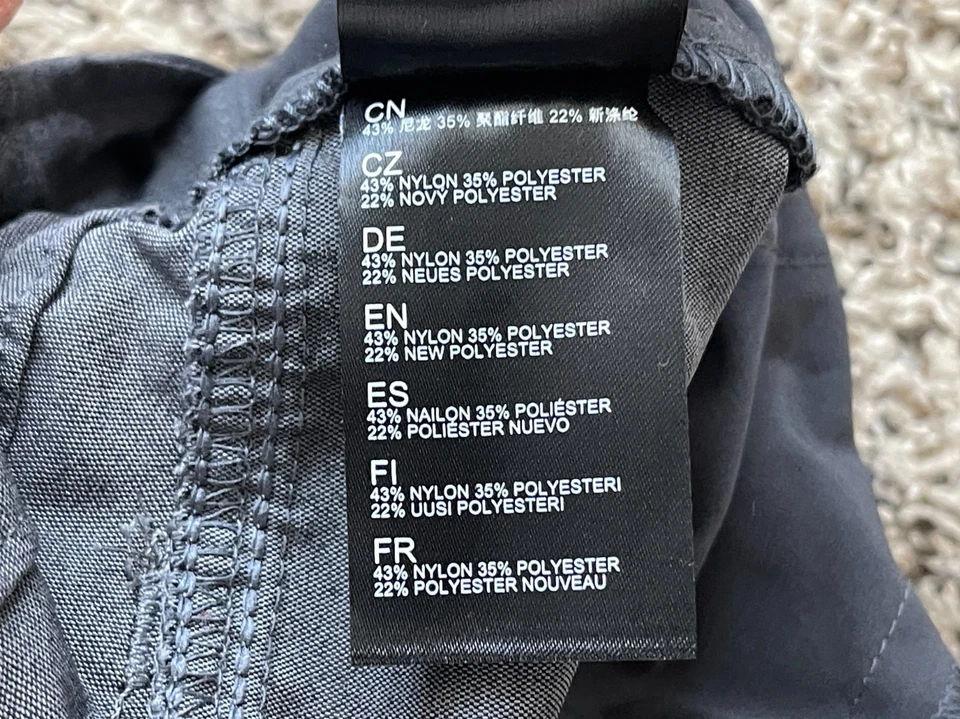 CN
43% 尼龙 35% 聚酯纤维 22% 新涤纶
CZ
43% NYLON 35% POLYESTER
22% NOVY POLYESTER
DE
43% NYLON 35% POLYESTER
22% NEUES POLYESTER
EN
43% NYLON 35% POLYESTER
22% NEW POLYESTER
ES
43% NAILON 35% POLIÉSTER
22% POLIÉSTER NUEVO
FI
43% NYLON 35% POLYESTERI
22% UUSI POLYESTERI
FR
43% NYLON 35% POLYESTER
22% POLYESTER NOUVEAU